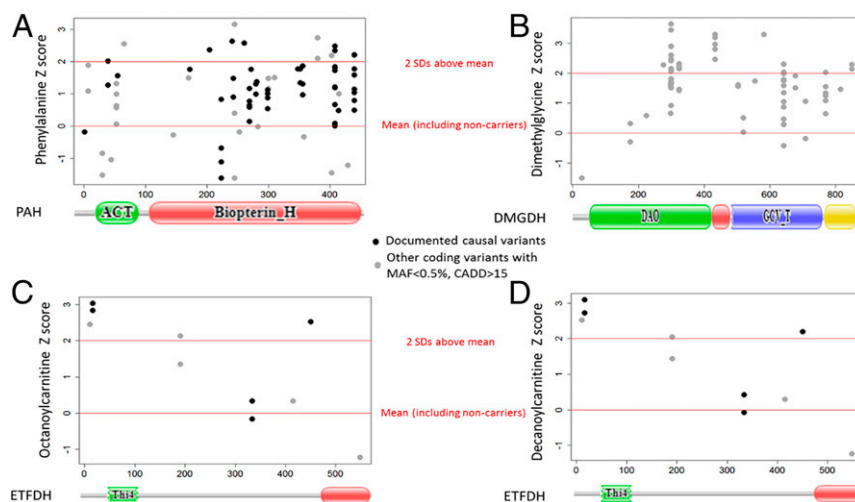 A
Phenylalanine Z score
3
2
1
0
-1
0
100
200
300
400
PAH
ACT
Biopterin_H
2 SDs above mean
Mean (including non-carriers)
B
Dimethylglycine Z score
3
2
1
0
-1
0
200
400
600
800
DMGDH
DAO
GCV_T
Documented causal variants
Other coding variants with
MAF<0.5%, CADD>15
C
Octanoylcarnitine Z score
3
2
1
0
-1
0
100
200
300
400
500
ETFDH
Thi4
2 SDs above mean
Mean (including non-carriers)
D
Decanoylcarnitine Z score
3
2
1
0
-1
0
100
200
300
400
500
ETFDH
Thi4